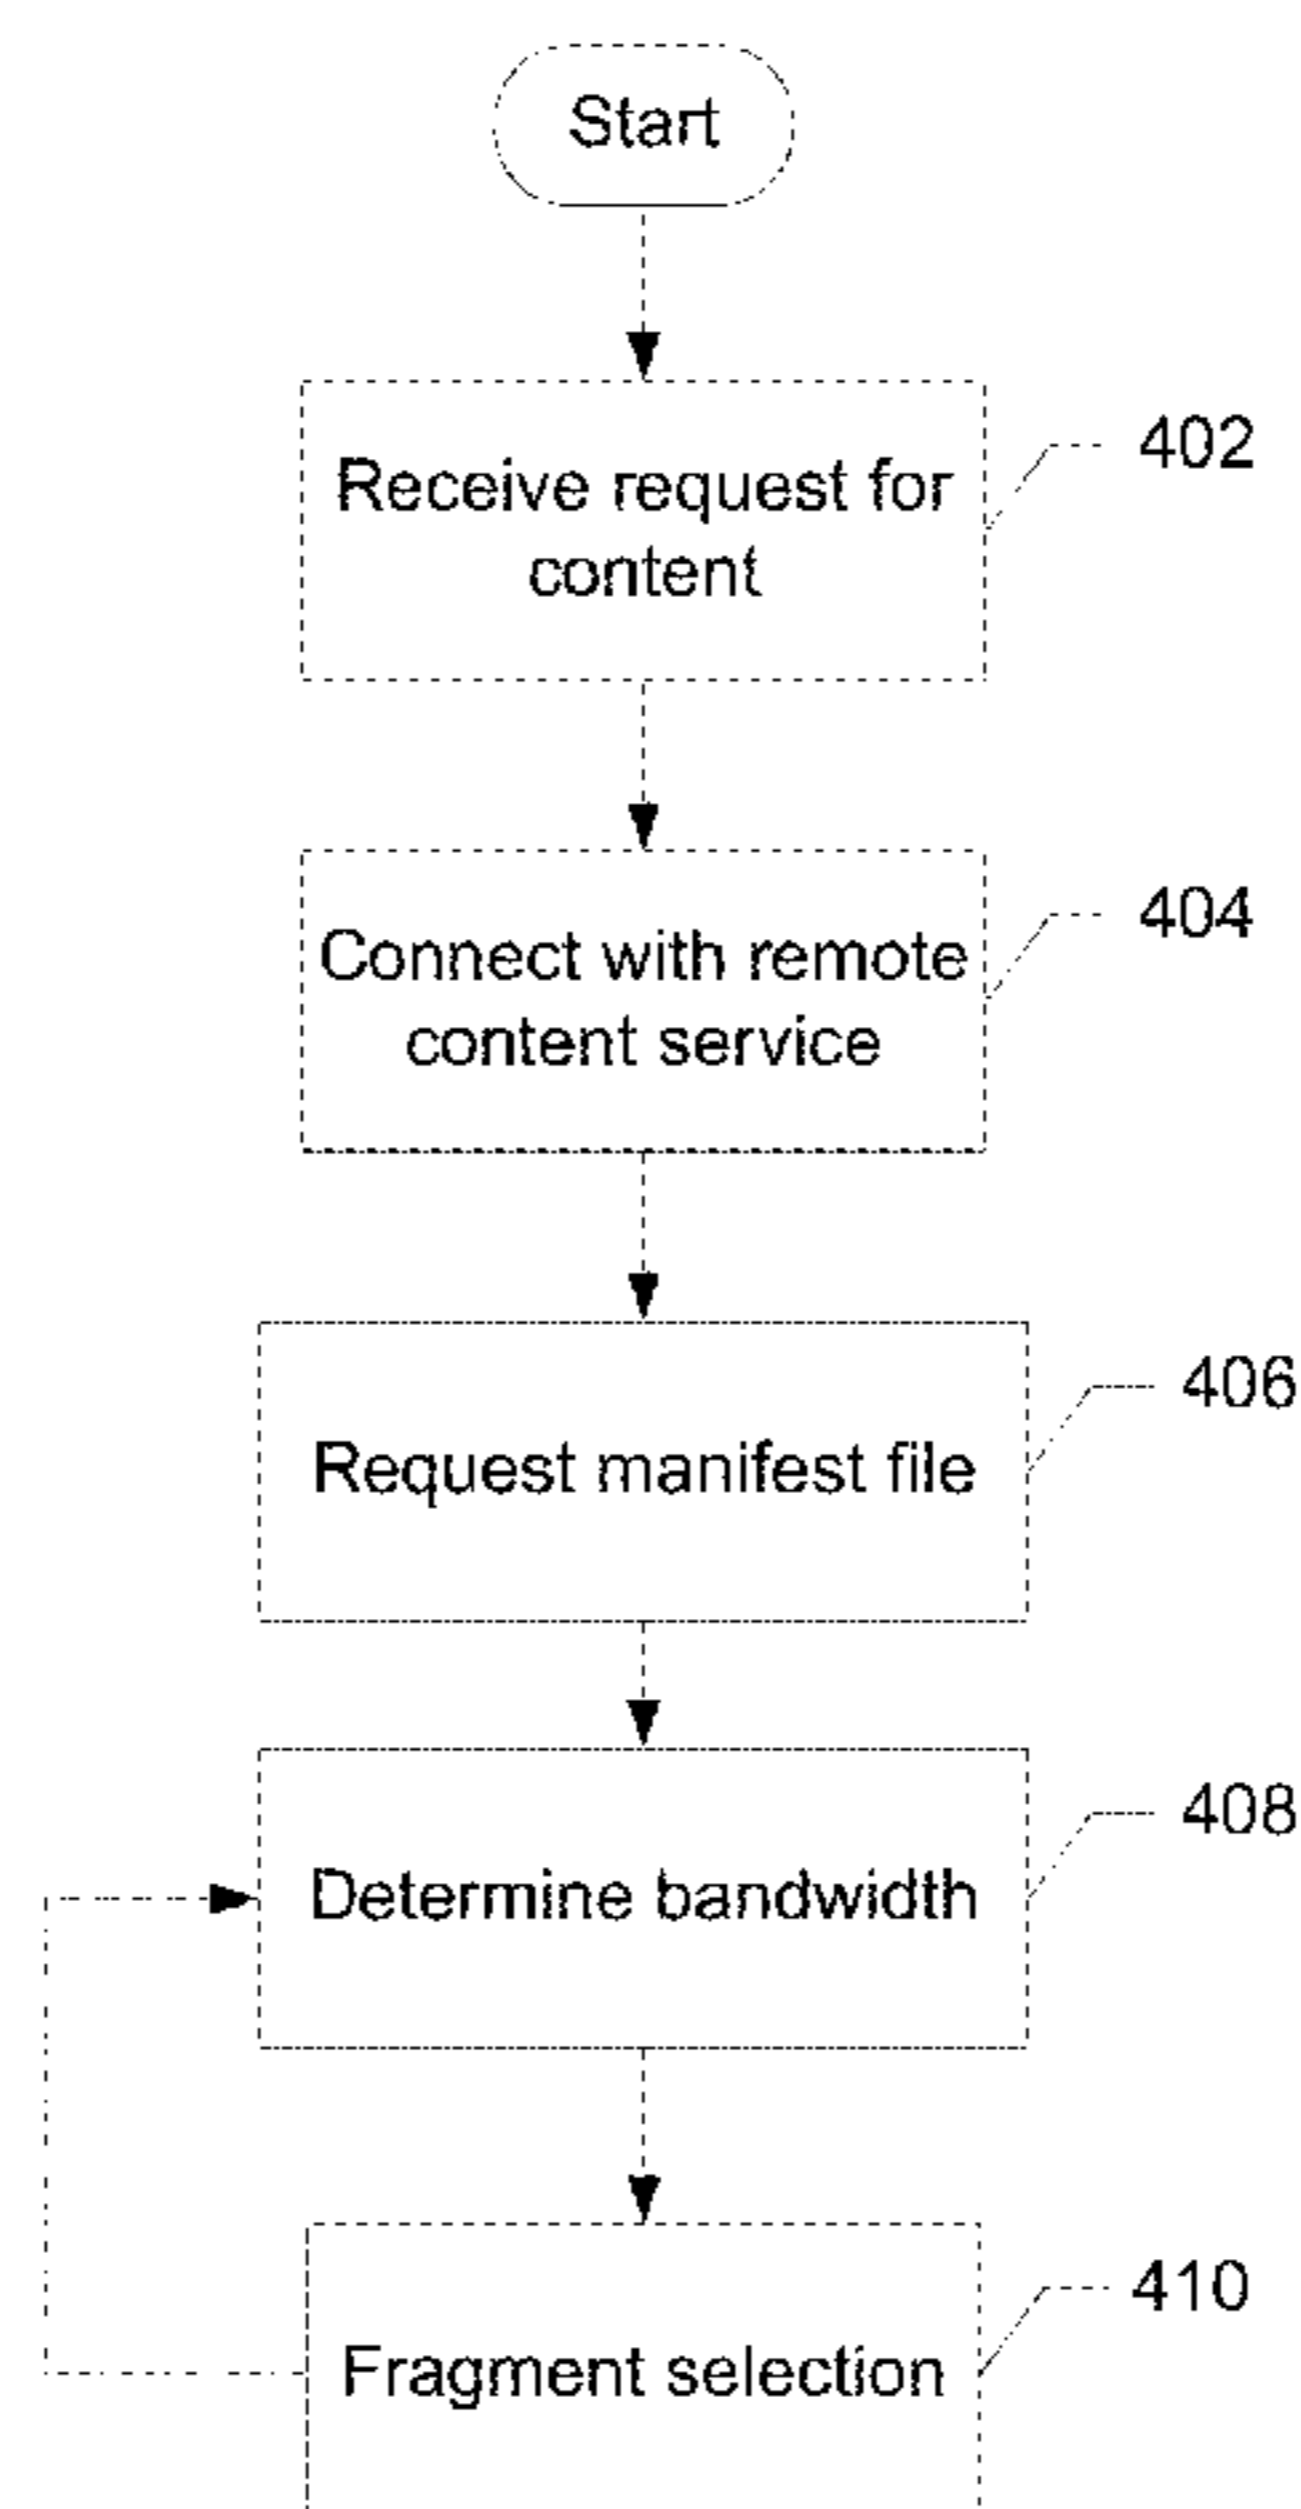 Start
Receive request for
content
402
Connect with remote
content service
404
Request manifest file
406
Determine bandwidth
408
Fragment selection
410